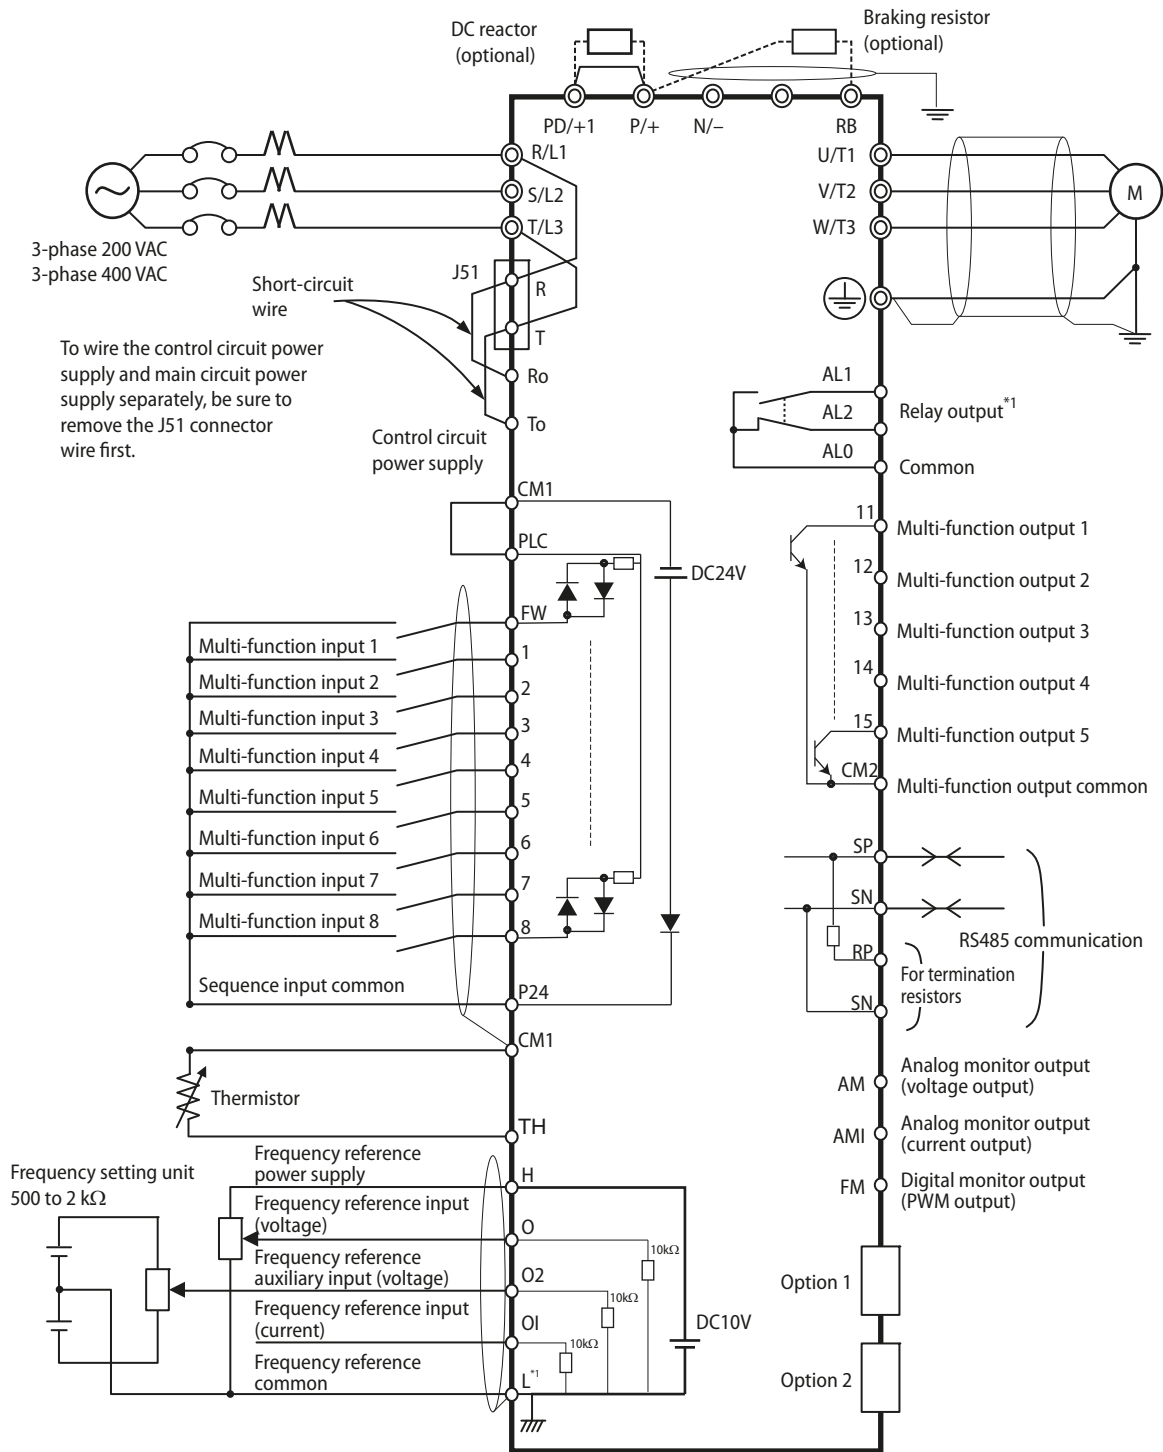 DC reactor
(optional)
Braking resistor
(optional)
PD/+1
P/+
N/–
RB
R/L1
S/L2
T/L3
U/T1
V/T2
W/T3
M
3-phase 200 VAC
3-phase 400 VAC
J51
R
T
Short-circuit
wire
To wire the control circuit power
supply and main circuit power
supply separately, be sure to
remove the J51 connector
wire first.
Ro
To
Control circuit
power supply
AL1
AL2
AL0
Relay output*1
Common
CM1
PLC
DC24V
FW
Multi-function input 1
1
Multi-function input 2
2
Multi-function input 3
3
Multi-function input 4
4
Multi-function input 5
5
Multi-function input 6
6
Multi-function input 7
7
Multi-function input 8
8
Sequence input common
P24
CM1
Thermistor
TH
11
Multi-function output 1
12
Multi-function output 2
13
Multi-function output 3
14
Multi-function output 4
15
Multi-function output 5
CM2
Multi-function output common
SP
SN
RP
SN
RS485 communication
For termination
resistors
AM
Analog monitor output
(voltage output)
AMI
Analog monitor output
(current output)
FM
Digital monitor output
(PWM output)
Frequency setting unit
500 to 2 kΩ
Frequency reference
power supply
H
Frequency reference input
(voltage)
O
10kΩ
Frequency reference
auxiliary input (voltage)
O2
10kΩ
Frequency reference input
(current)
OI
10kΩ
DC10V
Frequency reference
common
L*1
Option 1
Option 2